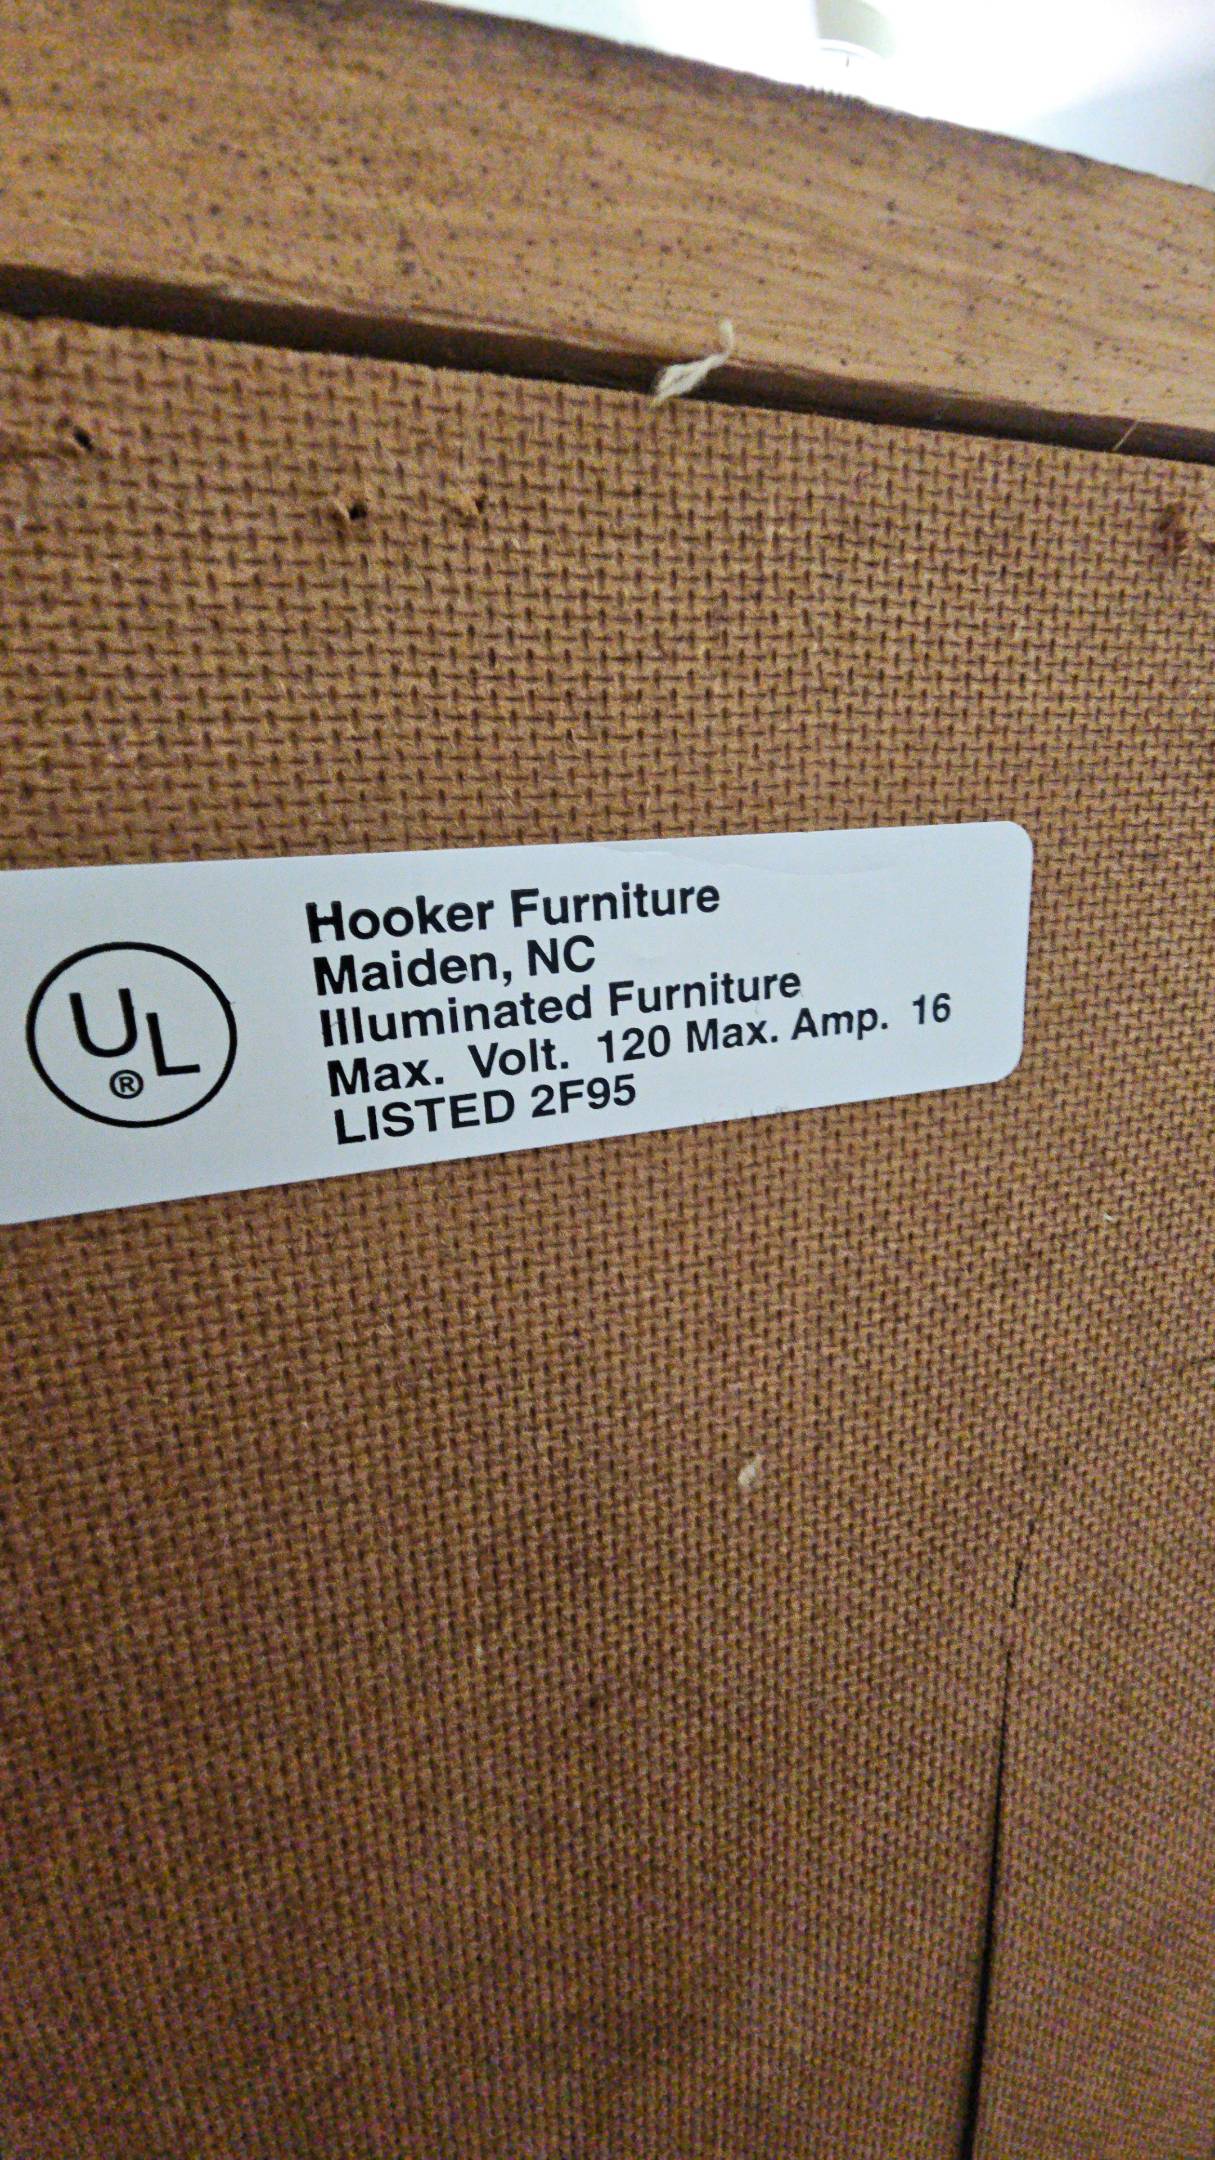 UL
®
Hooker Furniture
Maiden, NC
Illuminated Furniture
Max. Volt. 120 Max. Amp. 16
LISTED 2F95